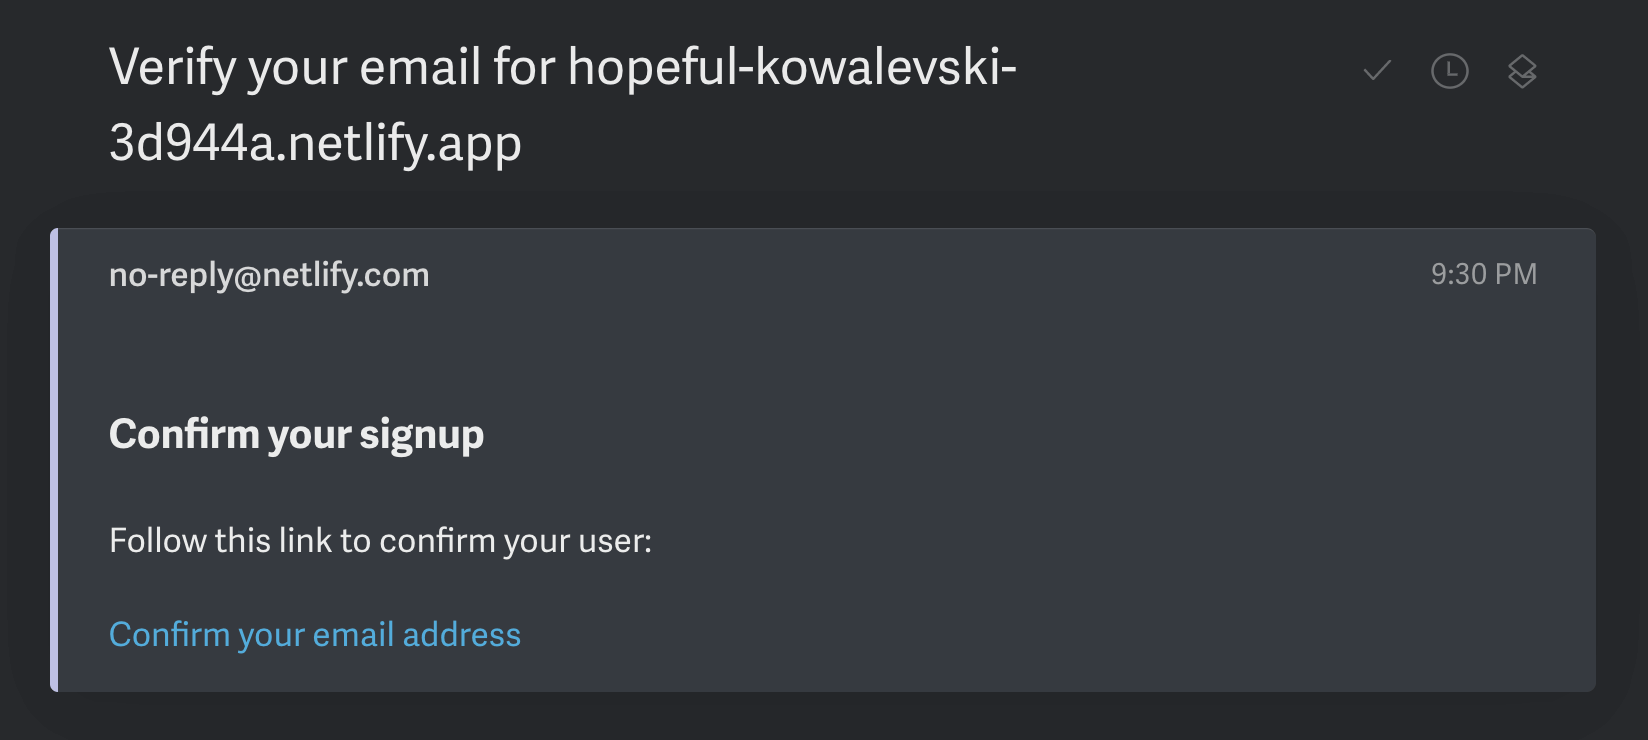 Verify your email for hopeful-kowalevski-
3d944a.netlify.app
no-reply@netlify.com
9:30 PM
Confirm your signup
Follow this link to confirm your user:
Confirm your email address